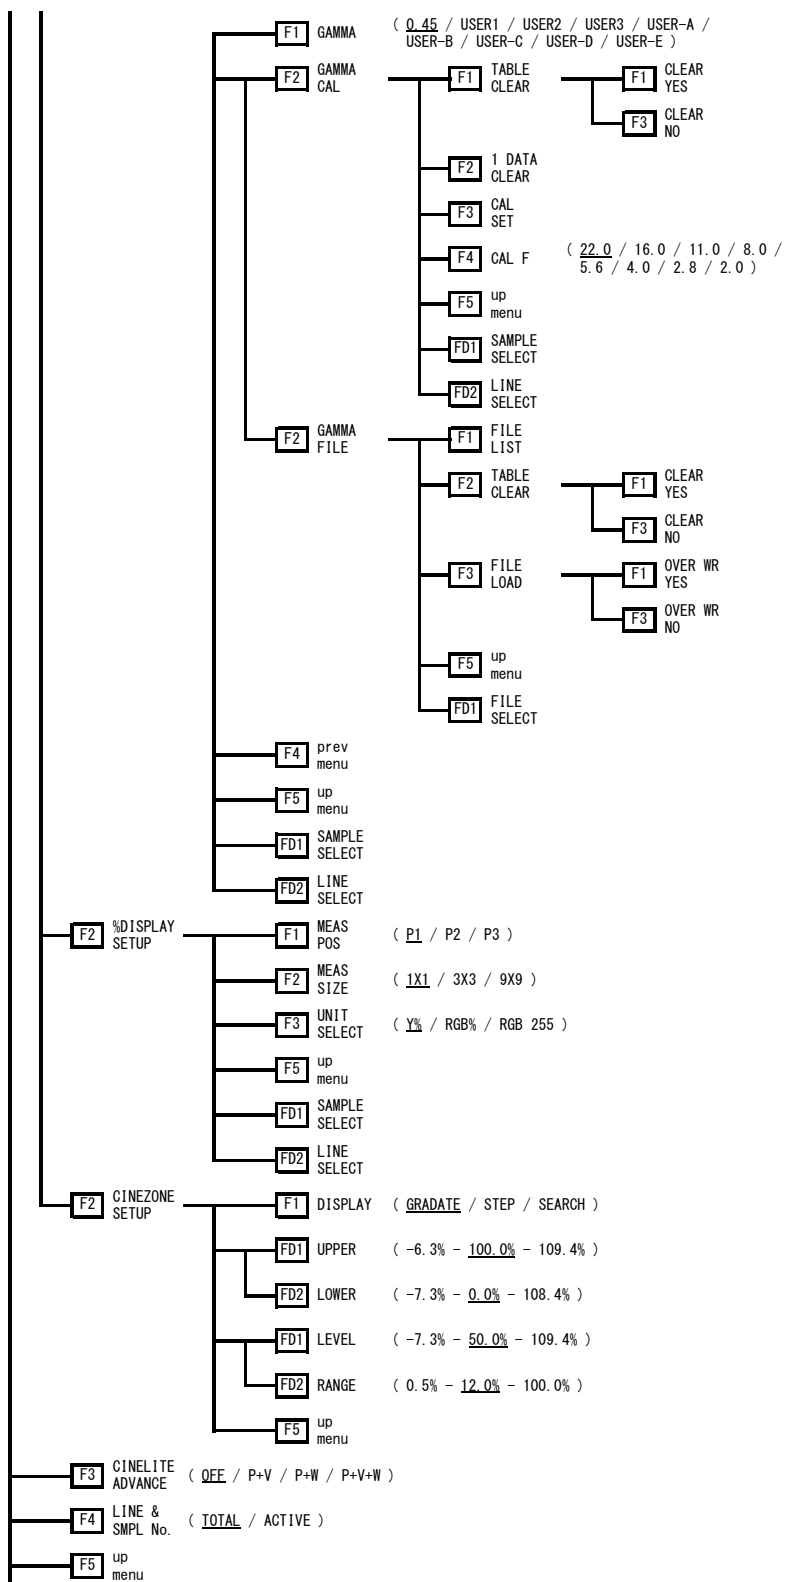 F1 GAMMA ( 0.45 / USER1 / USER2 / USER3 / USER-A /
USER-B / USER-C / USER-D / USER-E )
F2 GAMMA CAL
F1 TABLE CLEAR
F1 CLEAR YES
F3 CLEAR NO
F2 1 DATA CLEAR
F3 CAL SET
F4 CAL F ( 22.0 / 16.0 / 11.0 / 8.0 /
5.6 / 4.0 / 2.8 / 2.0 )
F5 up menu
FD1 SAMPLE SELECT
FD2 LINE SELECT
F2 GAMMA FILE
F1 FILE LIST
F2 TABLE CLEAR
F1 CLEAR YES
F3 CLEAR NO
F3 FILE LOAD
F1 OVER WR YES
F3 OVER WR NO
F5 up menu
FD1 FILE SELECT
F4 prev menu
F5 up menu
FD1 SAMPLE SELECT
FD2 LINE SELECT
F2 %DISPLAY SETUP
F1 MEAS POS ( P1 / P2 / P3 )
F2 MEAS SIZE ( 1X1 / 3X3 / 9X9 )
F3 UNIT SELECT ( Y% / RGB% / RGB 255 )
F5 up menu
FD1 SAMPLE SELECT
FD2 LINE SELECT
F2 CINEZONE SETUP
F1 DISPLAY ( GRADATE / STEP / SEARCH )
FD1 UPPER ( -6.3% - 100.0% - 109.4% )
FD2 LOWER ( -7.3% - 0.0% - 108.4% )
FD1 LEVEL ( -7.3% - 50.0% - 109.4% )
FD2 RANGE ( 0.5% - 12.0% - 100.0% )
F5 up menu
F3 CINELITE ADVANCE ( OFF / P+V / P+W / P+V+W )
F4 LINE & SMPL No. ( TOTAL / ACTIVE )
F5 up menu